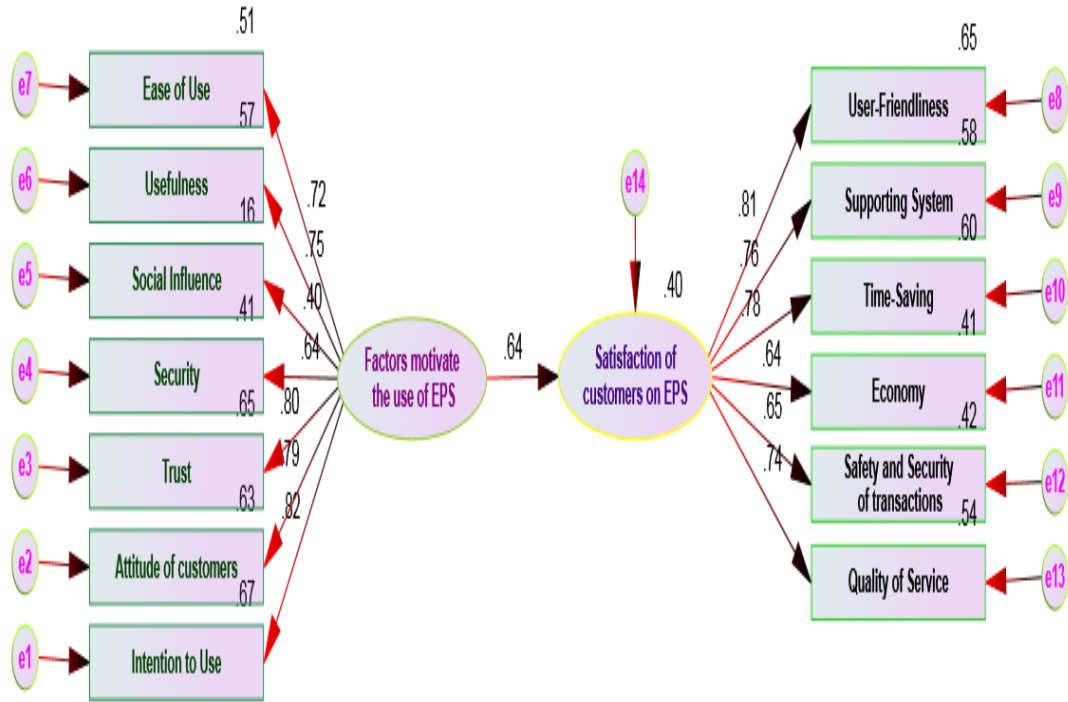 .51
e7
Ease of Use
.57
e6
Usefulness
.16
e5
Social Influence
.41
e4
Security
.65
e3
Trust
.63
e2
Attitude of customers
.67
e1
Intention to Use
.72
.75
.40
.64
.80
.79
.82
Factors motivate
the use of EPS
.64
e14
.40
Satisfaction of
customers on EPS
.81
.76
.78
.64
.65
.74
.65
User-Friendliness
e8
.58
Supporting System
e9
.60
Time-Saving
e10
.41
Economy
e11
.42
Safety and Security
of transactions
e12
.54
Quality of Service
e13